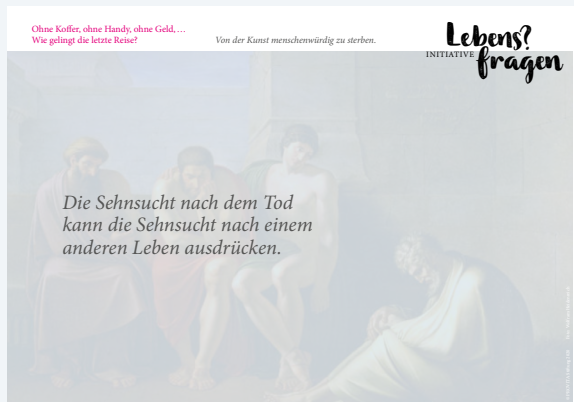 Ohne Koffer, ohne Handy, ohne Geld, …
Wie gelingt die letzte Reise?
Von der Kunst menschenwürdig zu sterben.
Lebens?
INITIATIVE
fragen
Die Sehnsucht nach dem Tod
kann die Sehnsucht nach einem
anderen Leben ausdrücken.